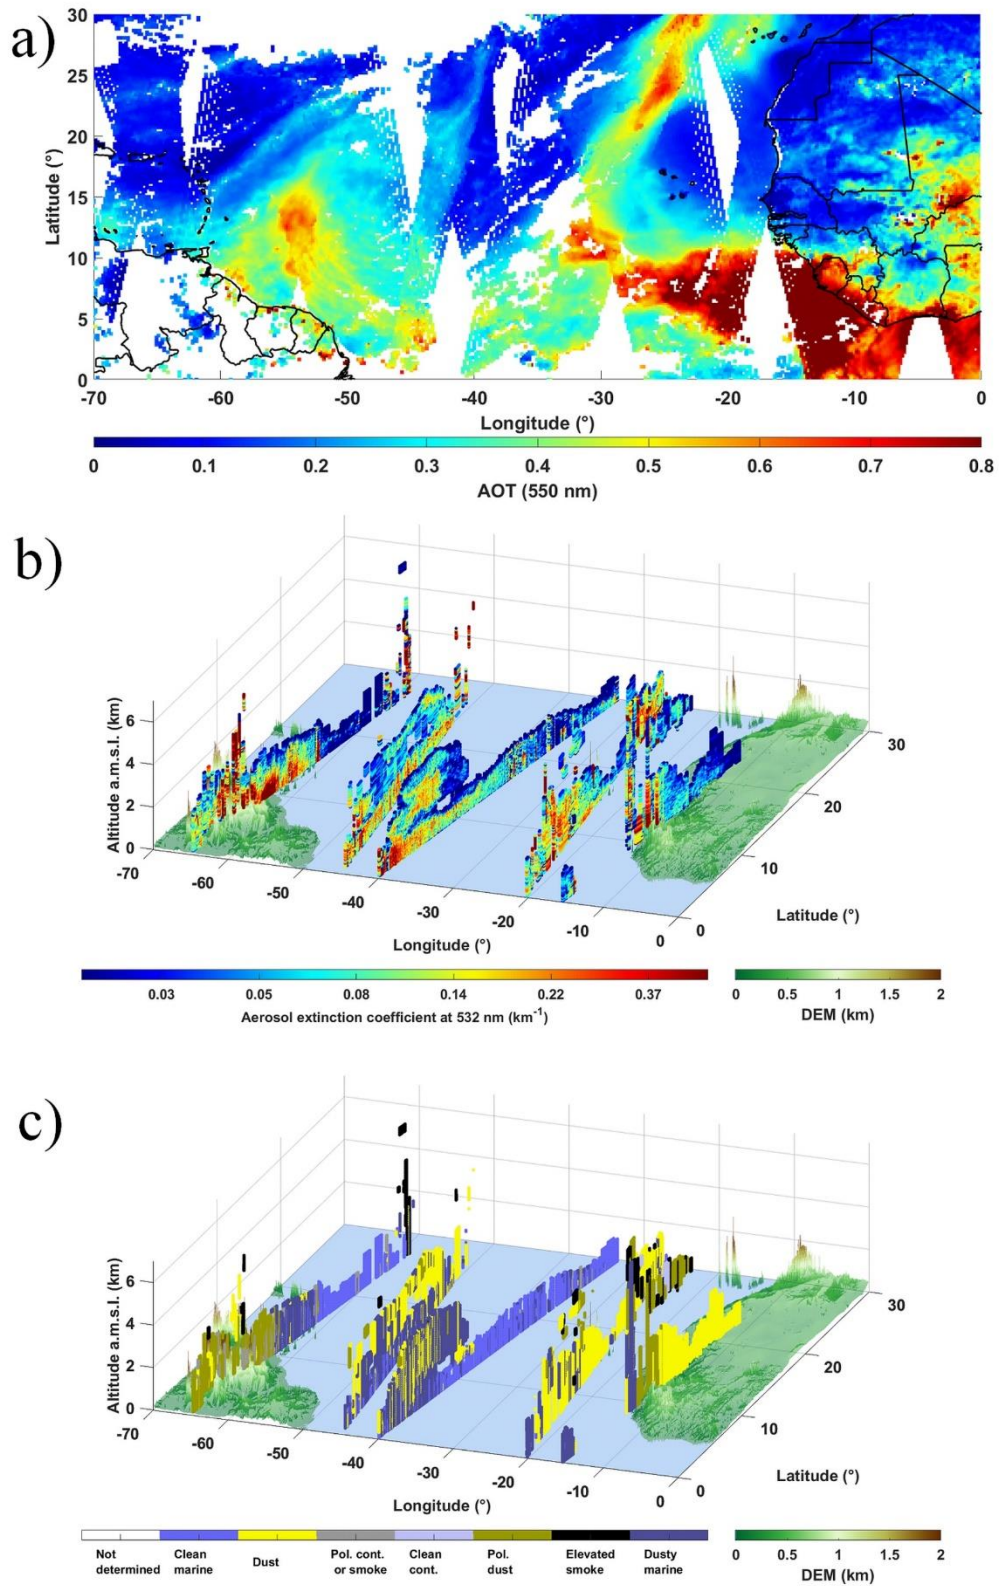 a)
30
25
20
15
10
5
0
Latitude (°)
-70 -60 -50 -40 -30 -20 -10 0
Longitude (°)
0 0.1 0.2 0.3 0.4 0.5 0.6 0.7 0.8
AOT (550 nm)
b)
Altitude a.m.s.l. (km)
6
4
2
0
-70 -60 -50 -40 -30 -20 -10 0
Longitude (°)
0 10 20 30
Latitude (°)
0.03 0.05 0.08 0.14 0.22 0.37
Aerosol extinction coefficient at 532 nm (km-1)
0 0.5 1 1.5 2
DEM (km)
c)
Altitude a.m.s.l. (km)
6
4
2
0
-70 -60 -50 -40 -30 -20 -10 0
Longitude (°)
0 10 20 30
Latitude (°)
Not determined
Clean marine
Dust
Pol. cont. or smoke
Clean cont.
Pol. dust
Elevated smoke
Dusty marine
0 0.5 1 1.5 2
DEM (km)